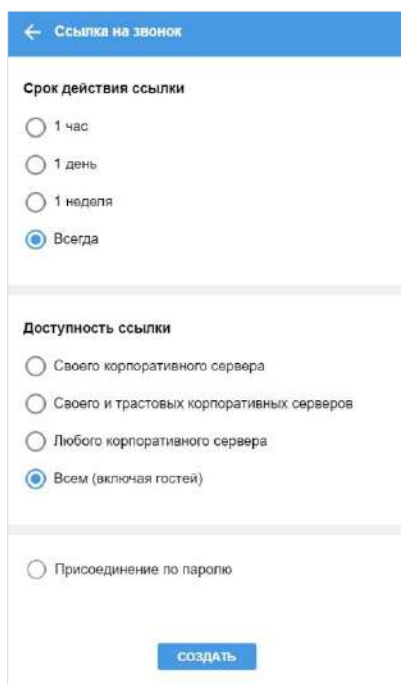 Ссылка на звонок
Срок действия ссылки
1 час
1 день
1 неделя
Всегда
Доступность ссылки
Своего корпоративного сервера
Своего и трастовых корпоративных серверов
Любого корпоративного сервера
Всем (включая гостей)
Присоединение по паролю
СОЗДАТЬ